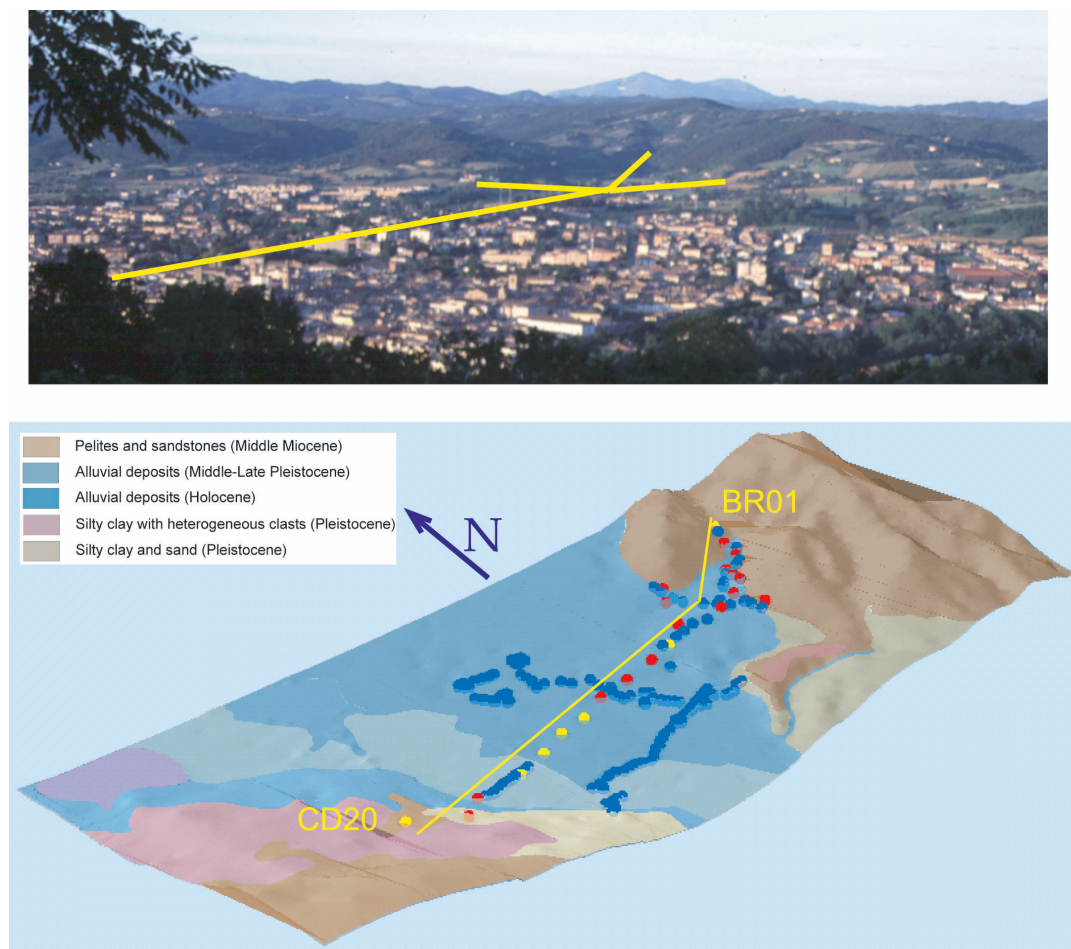 Pelites and sandstones (Middle Miocene)
Alluvial deposits (Middle-Late Pleistocene)
Alluvial deposits (Holocene)
Silty clay with heterogeneous clasts (Pleistocene)
Silty clay and sand (Pleistocene)
N
BR01
CD20